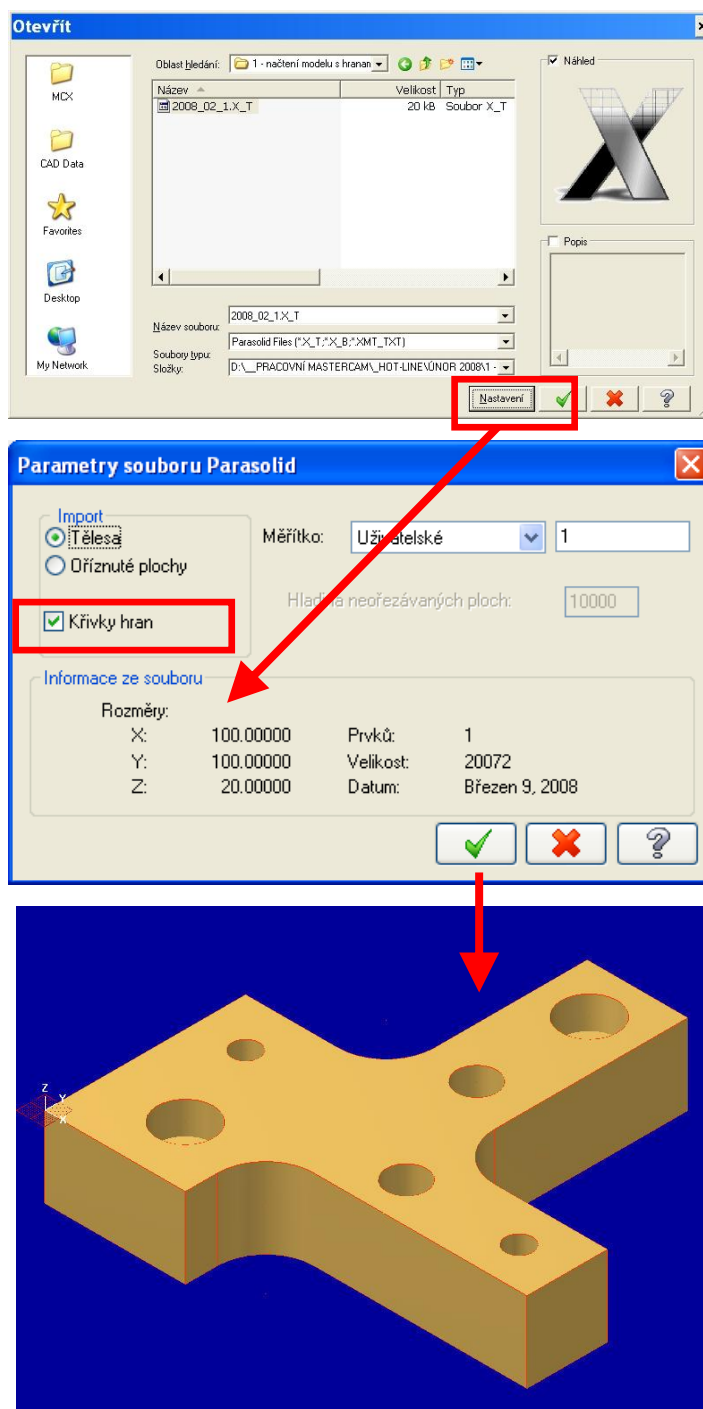 Otevřít
MCX
CAD Data
Favorites
Desktop
My Network
Oblast hledání: 1 - načtení modelu s hranan
Název Velikost Typ
2008_02_1.X_T 20 kB Soubor X_T
Název souboru: 2008_02_1.X_T
Soubory typu: Parasolid Files (*.X_T;*.X_B;*.XMT_TXT)
Složky: D:\__PRACOVNÍ MASTERCAM\_HOT-LINE\ÚNOR 2008\1 -
Náhled
Popis
Nastavení
Parametry souboru Parasolid
Import
Tělesa
Oříznuté plochy
Křivky hran
Měřítko: Uživatelské 1
Hladina neořezávaných ploch: 10000
Informace ze souboru
Rozměry:
X: 100.00000 Prvků: 1
Y: 100.00000 Velikost: 20072
Z: 20.00000 Datum: Březen 9, 2008
Z
Y
X